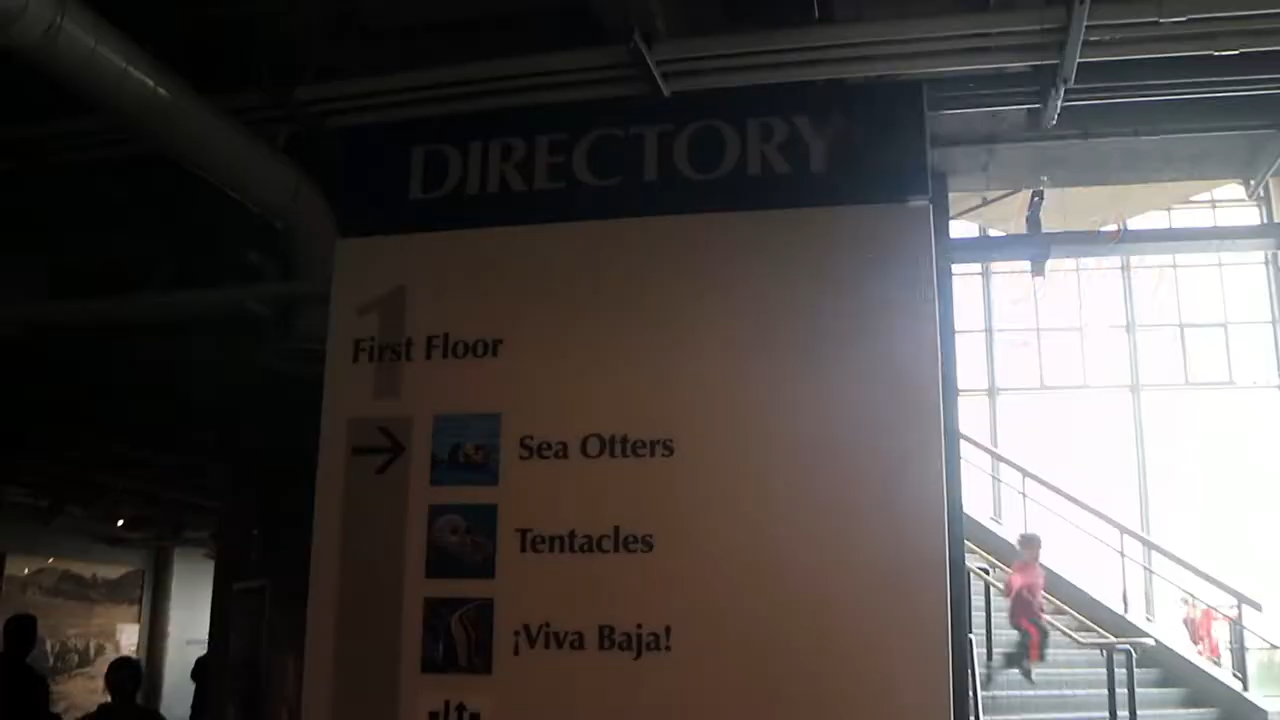 DIRECTORY
1
First Floor
Sea Otters
Tentacles
¡Viva Baja!